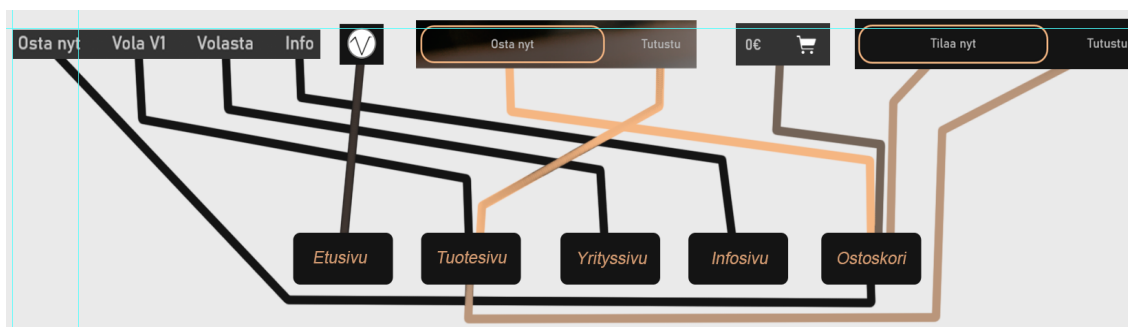 Osta nyt Vola V1 Volasta Info Osta nyt Tutustu 0€ Tilaa nyt Tutustu
Etusivu Tuotesivu Yrityssivu Infosivu Ostoskori